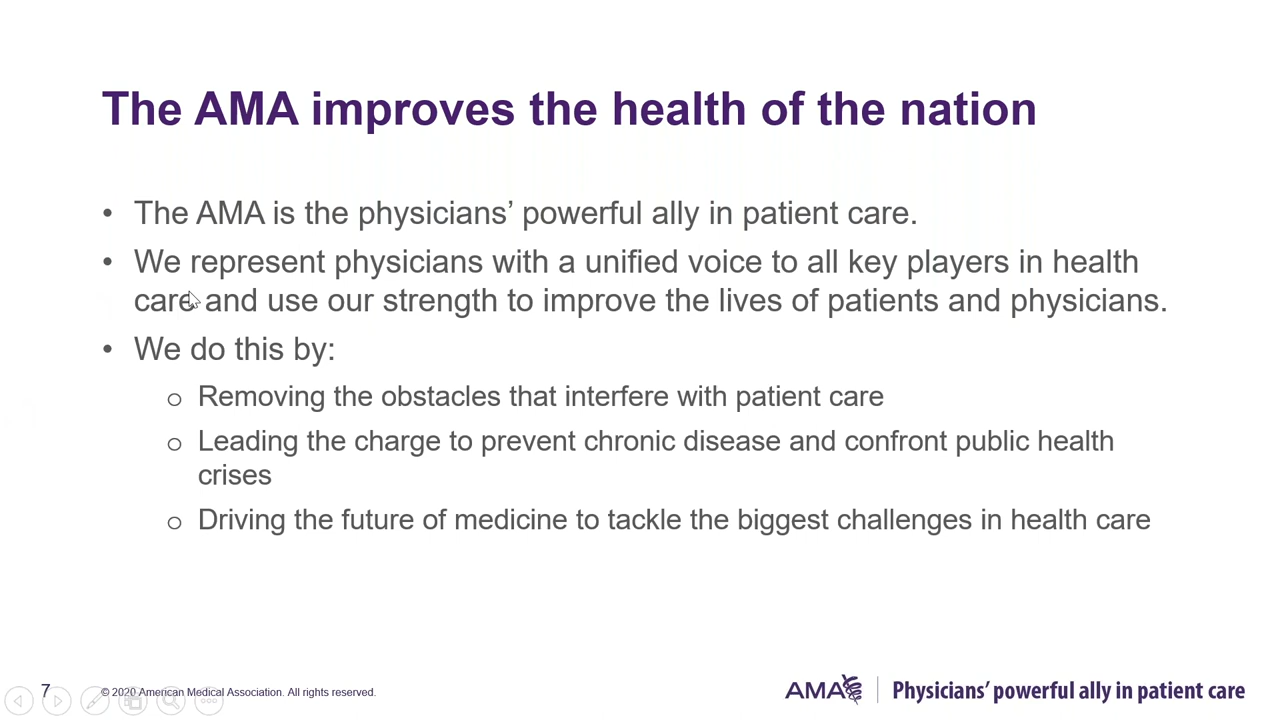 The AMA improves the health of the nation
• The AMA is the physicians’ powerful ally in patient care.
• We represent physicians with a unified voice to all key players in health
care and use our strength to improve the lives of patients and physicians.
• We do this by:
o Removing the obstacles that interfere with patient care
o Leading the charge to prevent chronic disease and confront public health
crises
o Driving the future of medicine to tackle the biggest challenges in health care
7
© 2020 American Medical Association. All rights reserved.
AMA
Physicians’ powerful ally in patient care